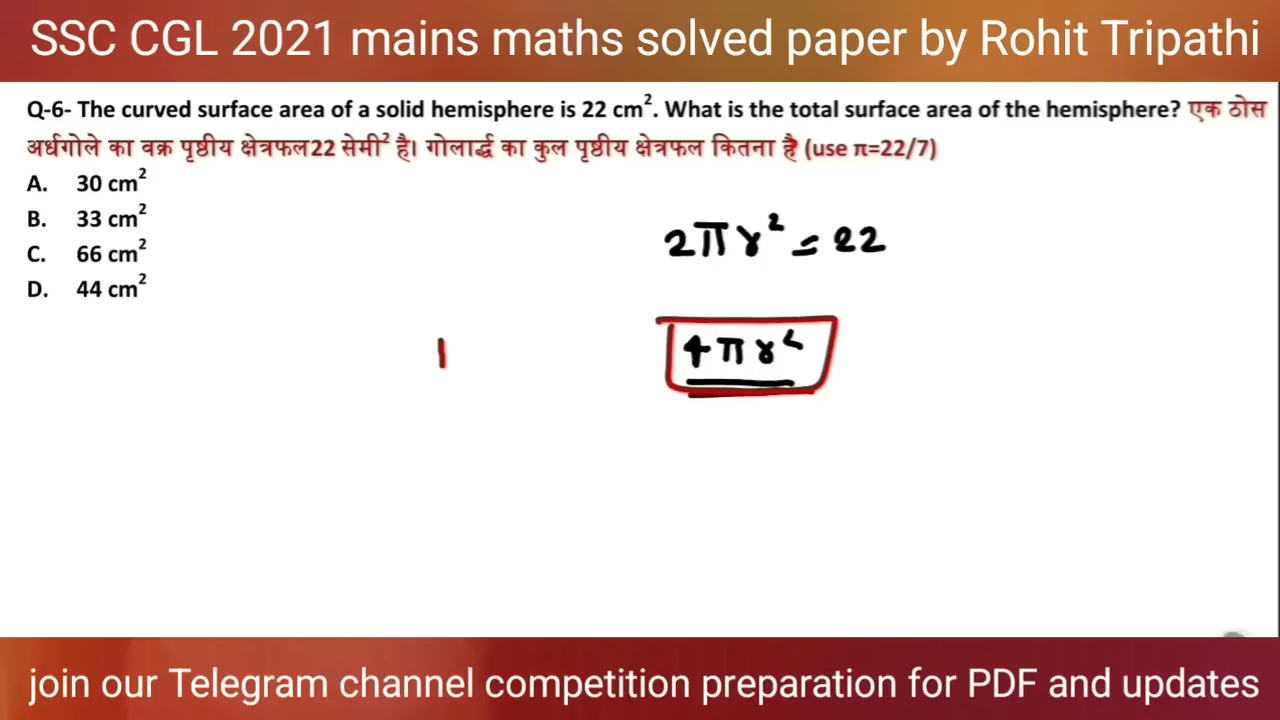 SSC CGL 2021 mains maths solved paper by Rohit Tripathi
Q-6- The curved surface area of a solid hemisphere is 22 cm². What is the total surface area of the hemisphere? एक ठोस
अर्धगोले का वक्र पृष्ठीय क्षेत्रफल22 सेमी² है। गोलार्द्ध का कुल पृष्ठीय क्षेत्रफल कितना है (use π=22/7)
A. 30 cm²
B. 33 cm²
C. 66 cm²
D. 44 cm²
2πr² = 22
4πr²
join our Telegram channel competition preparation for PDF and updates